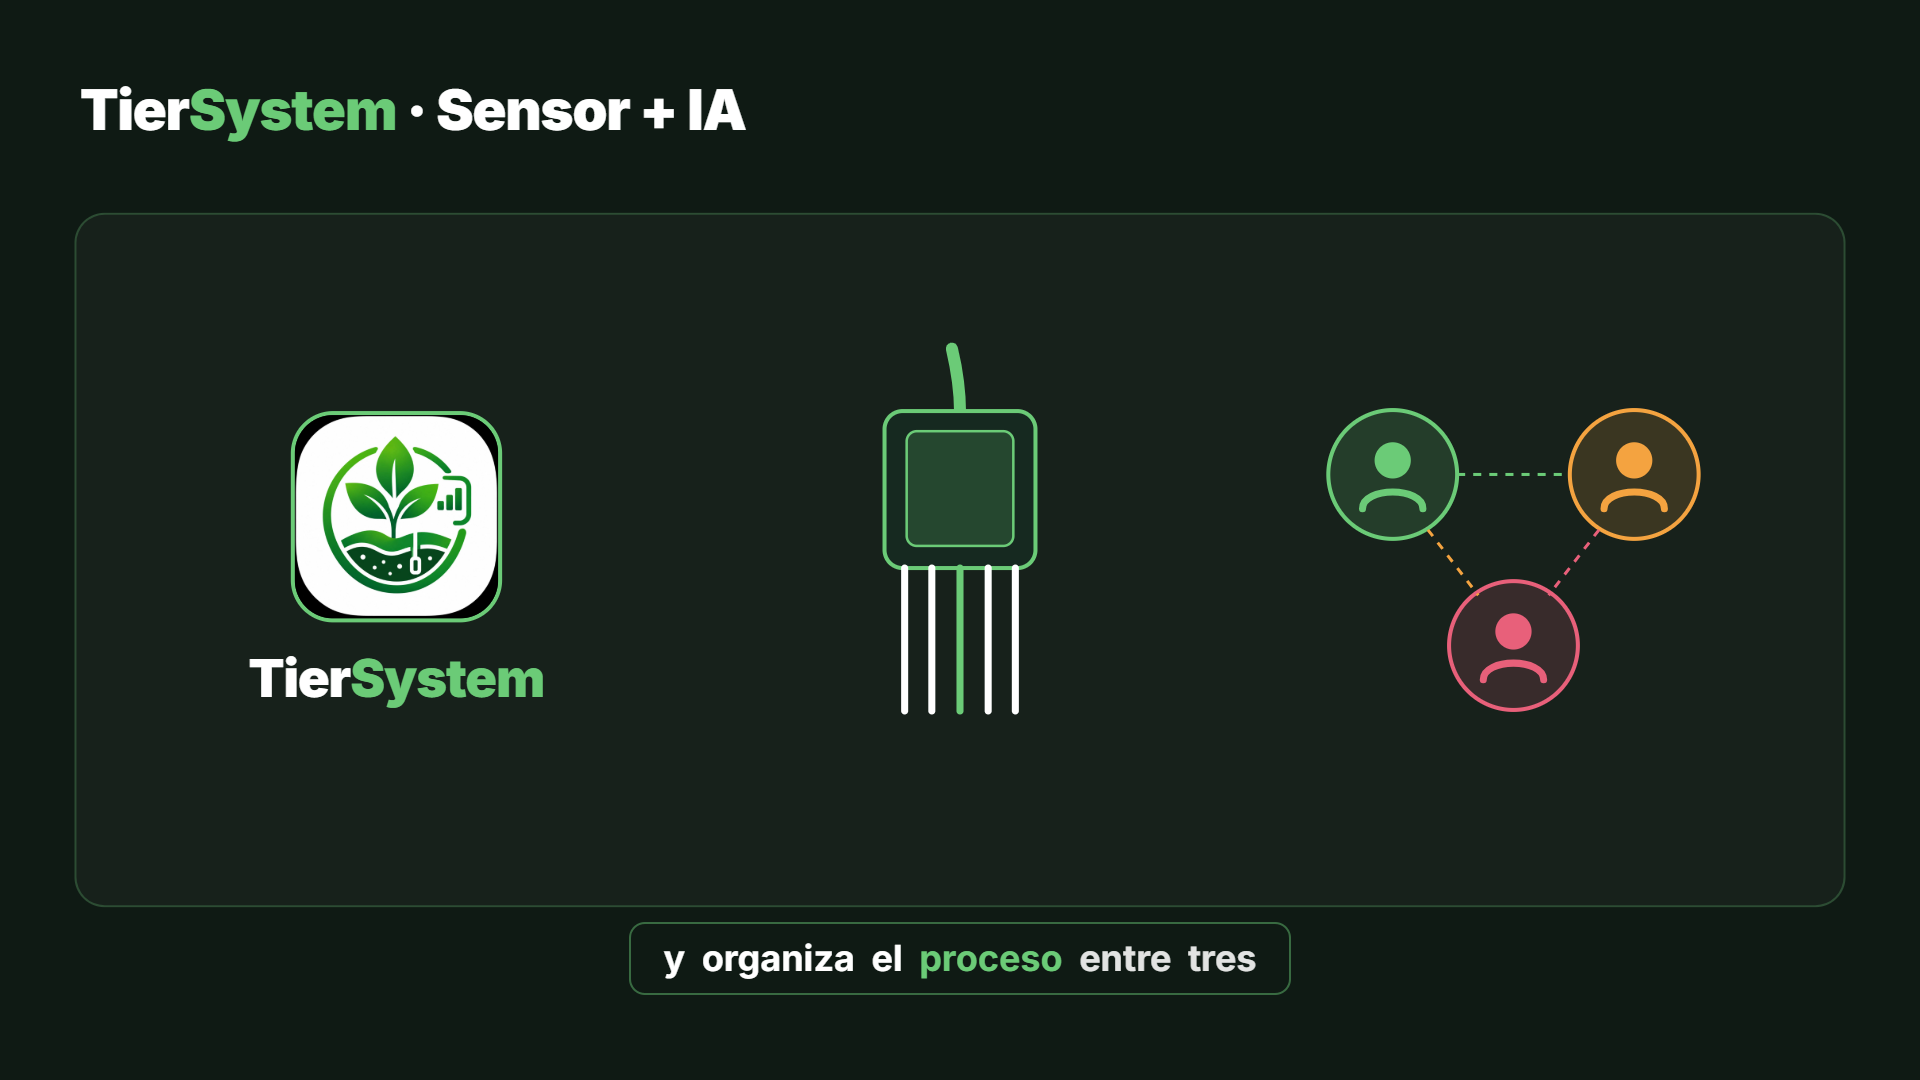 TierSystem · Sensor + IA
TierSystem
y organiza el proceso entre tres